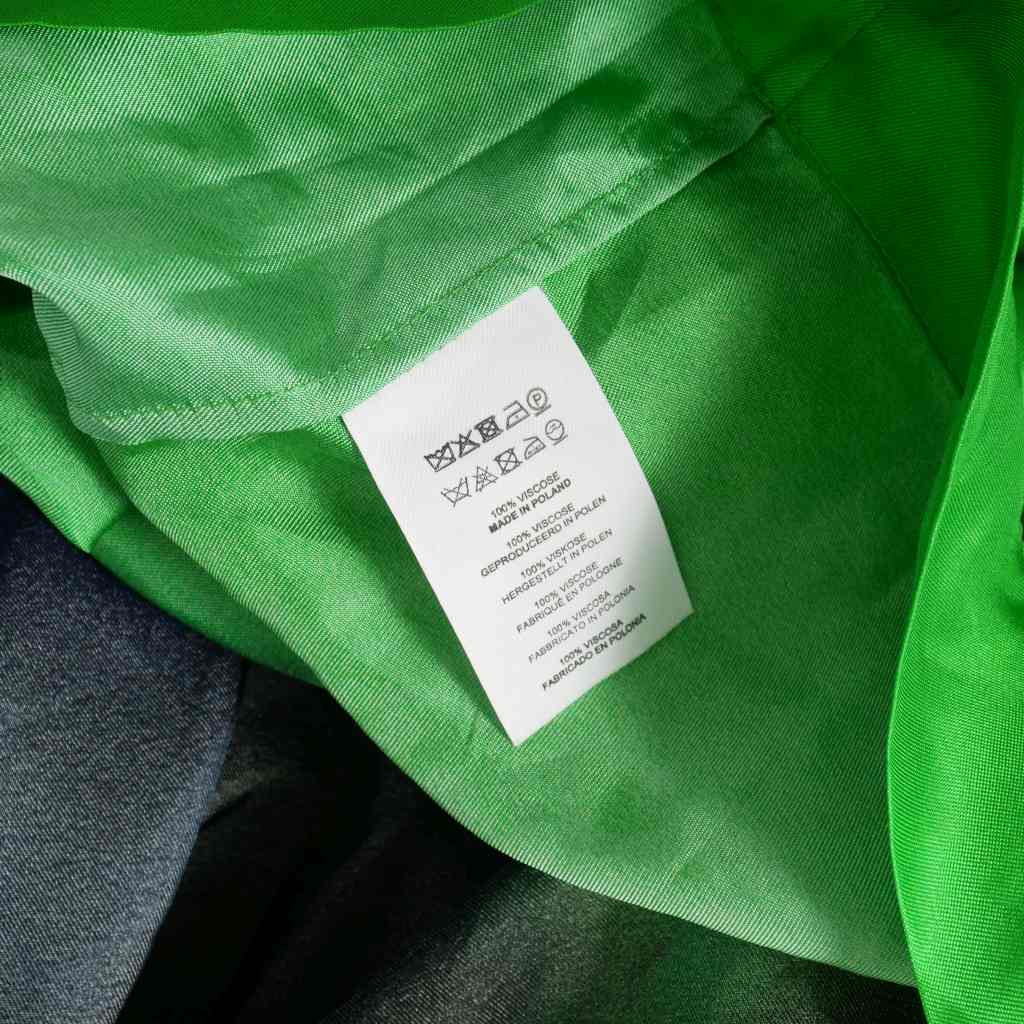 P
100% VISCOSE
MADE IN POLAND
100% VISCOSE
GEPRODUCEERD IN POLEN
100% VISKOSE
HERGESTELLT IN POLEN
100% VISCOSE
FABRIQUÉ EN POLOGNE
100% VISCOSA
FABBRICATO IN POLONIA
100% VISCOSA
FABRICADO EN POLONIA